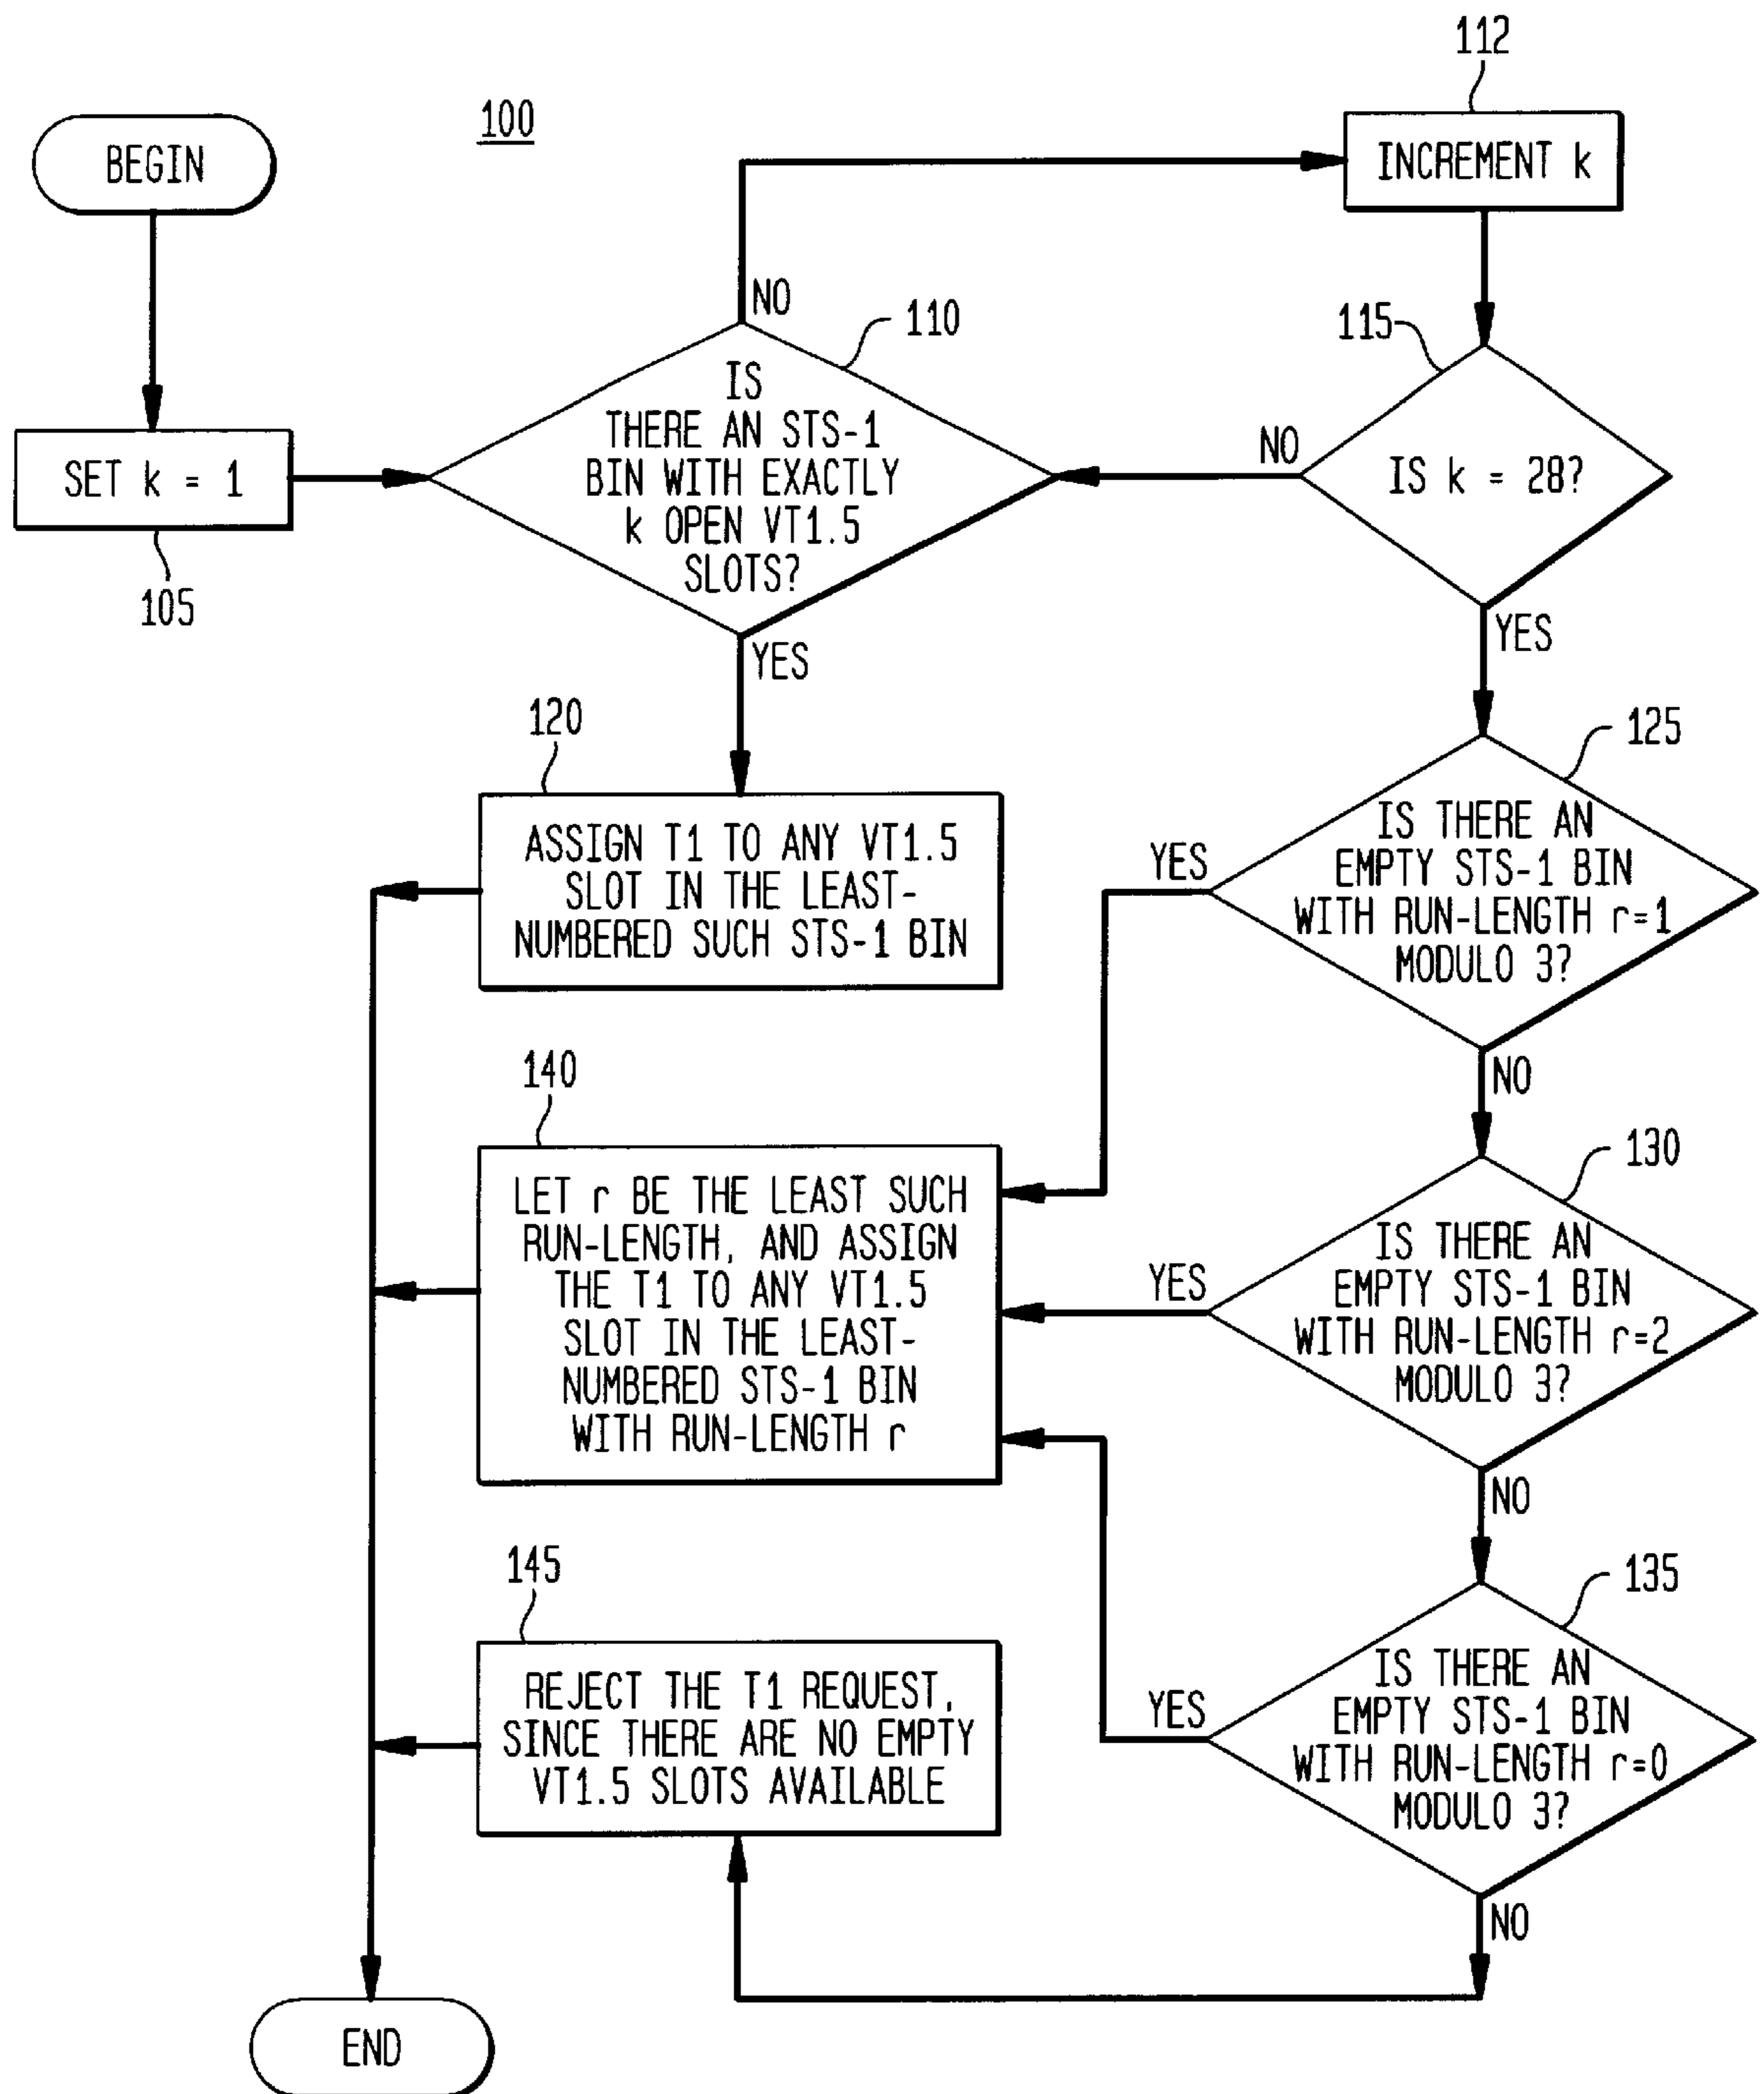 112
100
BEGIN
INCREMENT k
NO
110
115
IS
THERE AN STS-1
BIN WITH EXACTLY
k OPEN VT1.5
SLOTS?
NO
IS k = 28?
SET k = 1
105
YES
YES
120
125
ASSIGN T1 TO ANY VT1.5
SLOT IN THE LEAST-
NUMBERED SUCH STS-1 BIN
YES
IS THERE AN
EMPTY STS-1 BIN
WITH RUN-LENGTH r=1
MODULO 3?
NO
140
130
LET r BE THE LEAST SUCH
RUN-LENGTH, AND ASSIGN
THE T1 TO ANY VT1.5
SLOT IN THE LEAST-
NUMBERED STS-1 BIN
WITH RUN-LENGTH r
YES
IS THERE AN
EMPTY STS-1 BIN
WITH RUN-LENGTH r=2
MODULO 3?
NO
145
135
REJECT THE T1 REQUEST,
SINCE THERE ARE NO EMPTY
VT1.5 SLOTS AVAILABLE
YES
IS THERE AN
EMPTY STS-1 BIN
WITH RUN-LENGTH r=0
MODULO 3?
NO
END